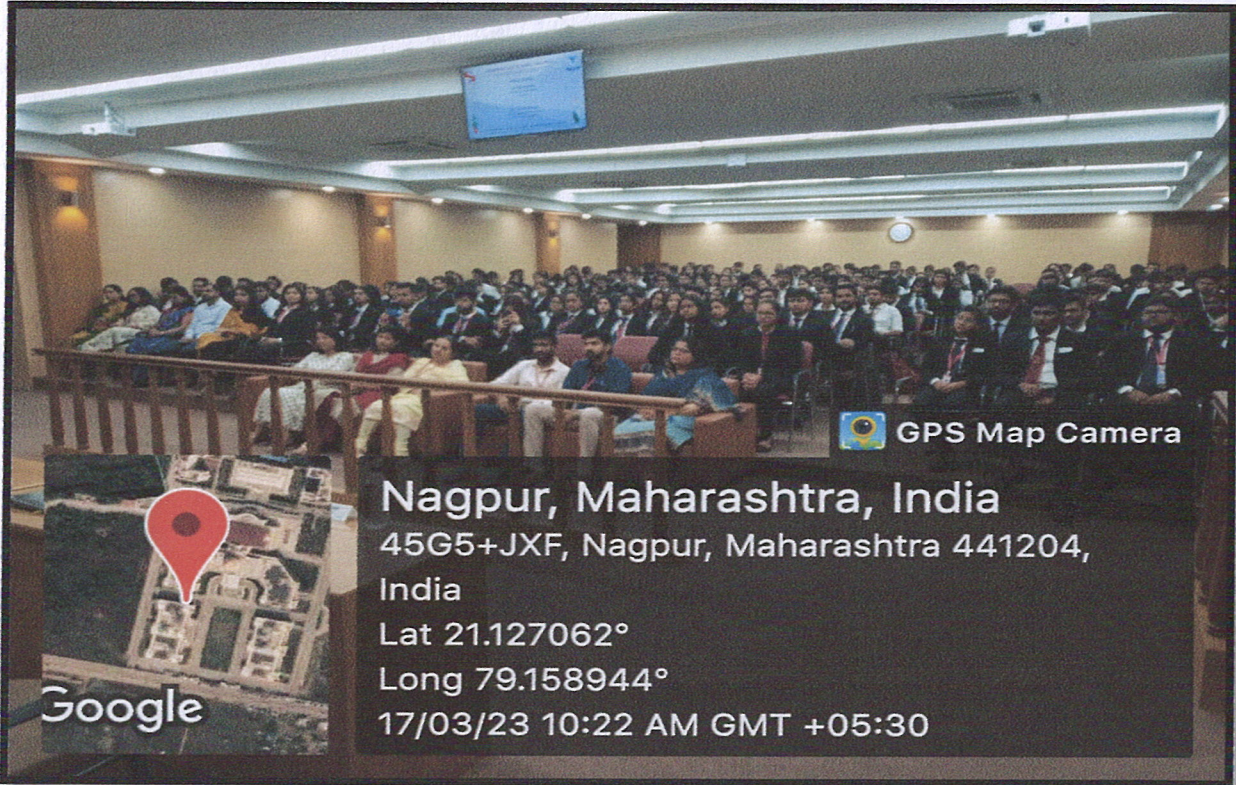 GPS Map Camera
Nagpur, Maharashtra, India
45G5+JXF, Nagpur, Maharashtra 441204,
India
Lat 21.127062°
Long 79.158944°
17/03/23 10:22 AM GMT +05:30
Google